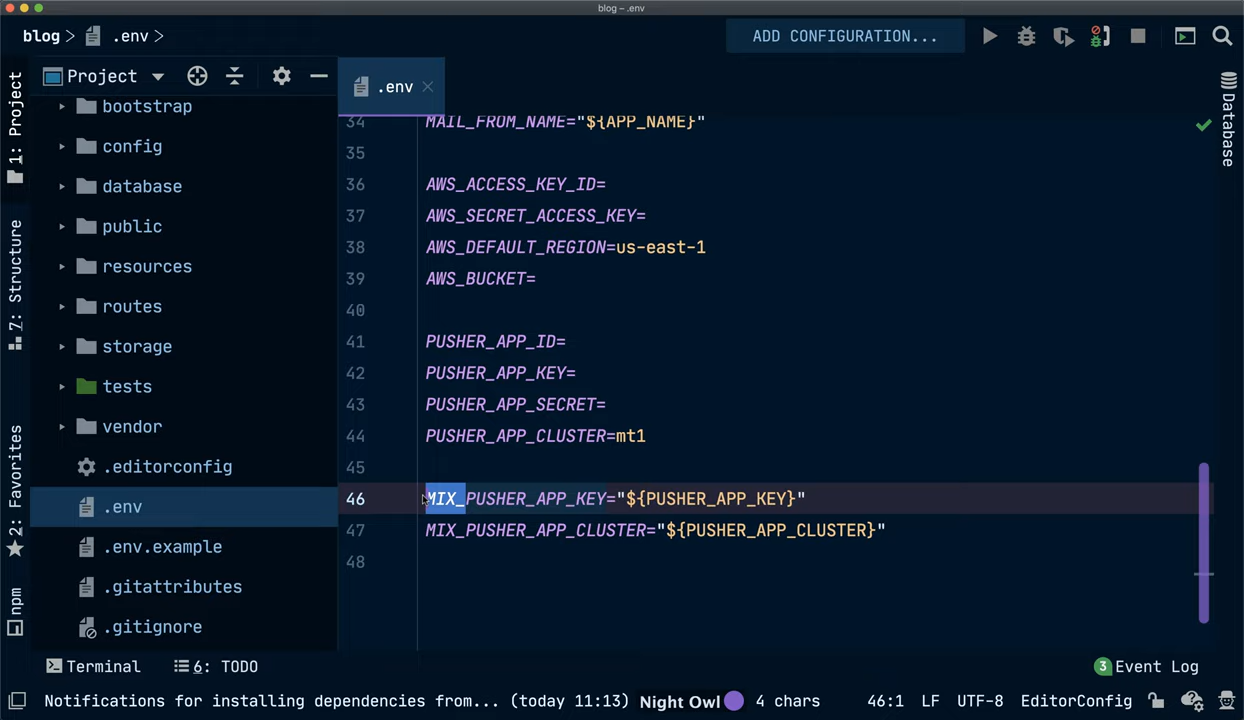 blog – .env
blog > .env >
ADD CONFIGURATION...
1: Project
7: Structure
2: Favorites
npm
Project
bootstrap
config
database
public
resources
routes
storage
tests
vendor
.editorconfig
.env
.env.example
.gitattributes
.gitignore
.env
34 MAIL_FROM_NAME="${APP_NAME}"
35
36 AWS_ACCESS_KEY_ID=
37 AWS_SECRET_ACCESS_KEY=
38 AWS_DEFAULT_REGION=us-east-1
39 AWS_BUCKET=
40
41 PUSHER_APP_ID=
42 PUSHER_APP_KEY=
43 PUSHER_APP_SECRET=
44 PUSHER_APP_CLUSTER=mt1
45
46 MIX_PUSHER_APP_KEY="${PUSHER_APP_KEY}"
47 MIX_PUSHER_APP_CLUSTER="${PUSHER_APP_CLUSTER}"
48
Database
Terminal 6: TODO 3 Event Log
Notifications for installing dependencies from... (today 11:13) Night Owl 4 chars 46:1 LF UTF-8 EditorConfig